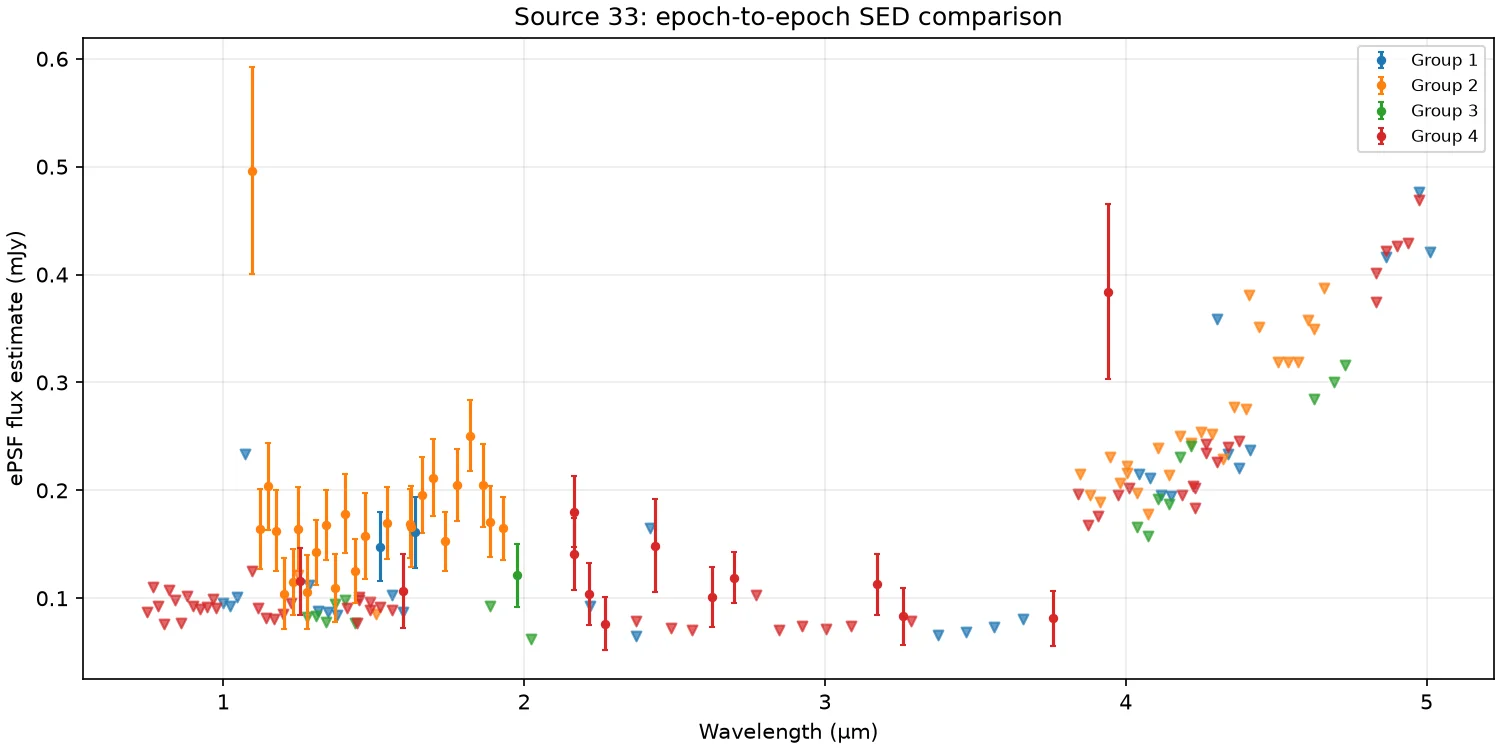 Source 33: epoch-to-epoch SED comparison
0.6
0.5
0.4
0.3
0.2
0.1
ePSF flux estimate (mJy)
Group 1
Group 2
Group 3
Group 4
1
2
3
4
5
Wavelength (µm)